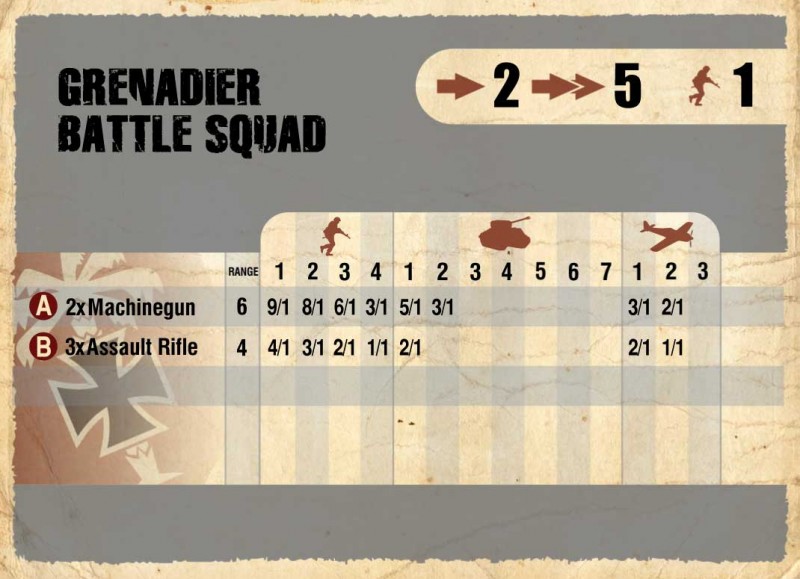 GRENADIER
BATTLE SQUAD
2 5 1
RANGE 1 2 3 4 1 2 3 4 5 6 7 1 2 3
A 2xMachinegun 6 9/1 8/1 6/1 3/1 5/1 3/1 3/1 2/1
B 3xAssault Rifle 4 4/1 3/1 2/1 1/1 2/1 2/1 1/1